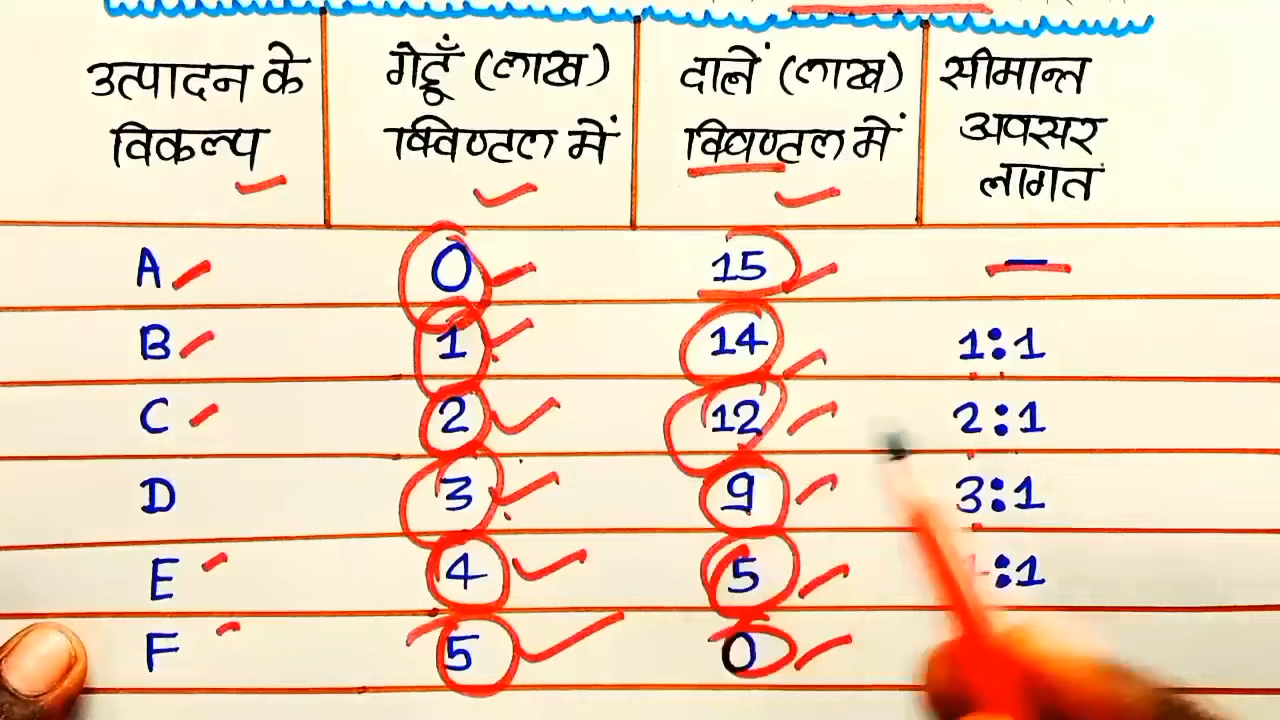 उत्पादन के विकल्प
गेहूँ (लाख) क्विण्टल में
दालें (लाख) क्विण्टल में
सीमान्त अवसर लागत
A 0 15 —
B 1 14 1:1
C 2 12 2:1
D 3 9 3:1
E 4 5 :1
F 5 0